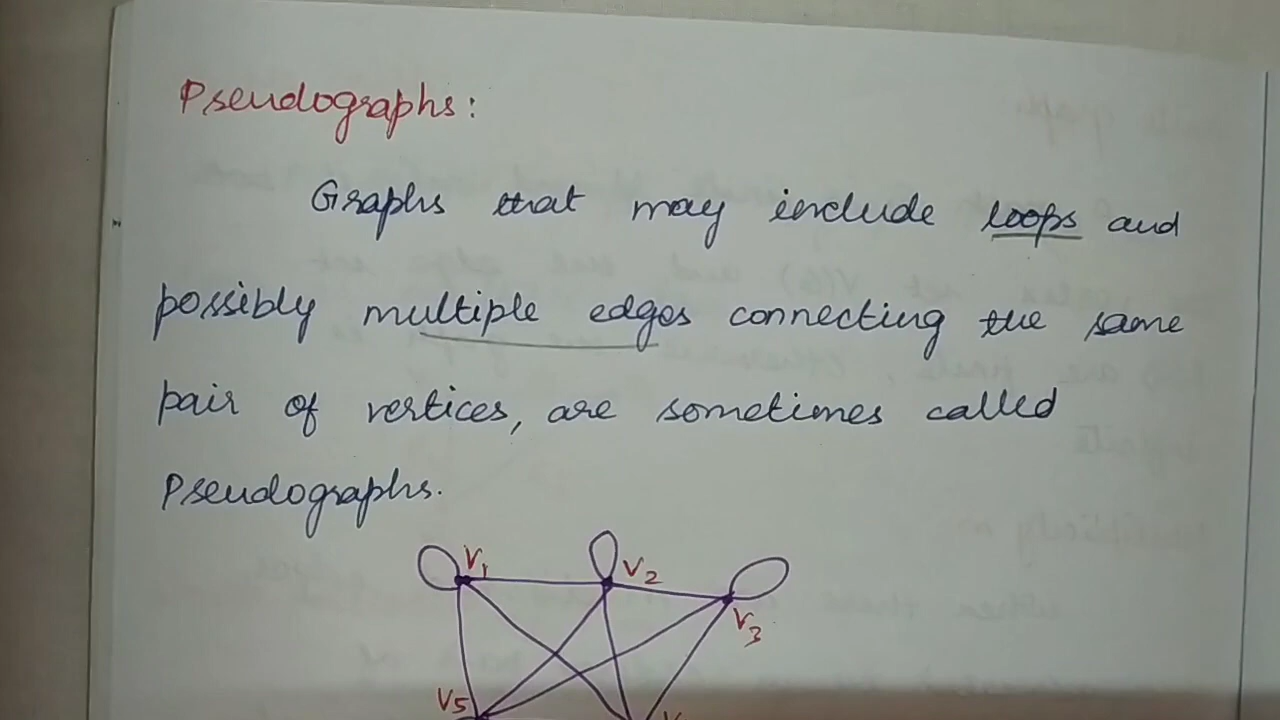 Pseudographs:
Graphs that may include loops and
possibly multiple edges connecting the same
pair of vertices, are sometimes called
Pseudographs.
V1 V2
V3
V5